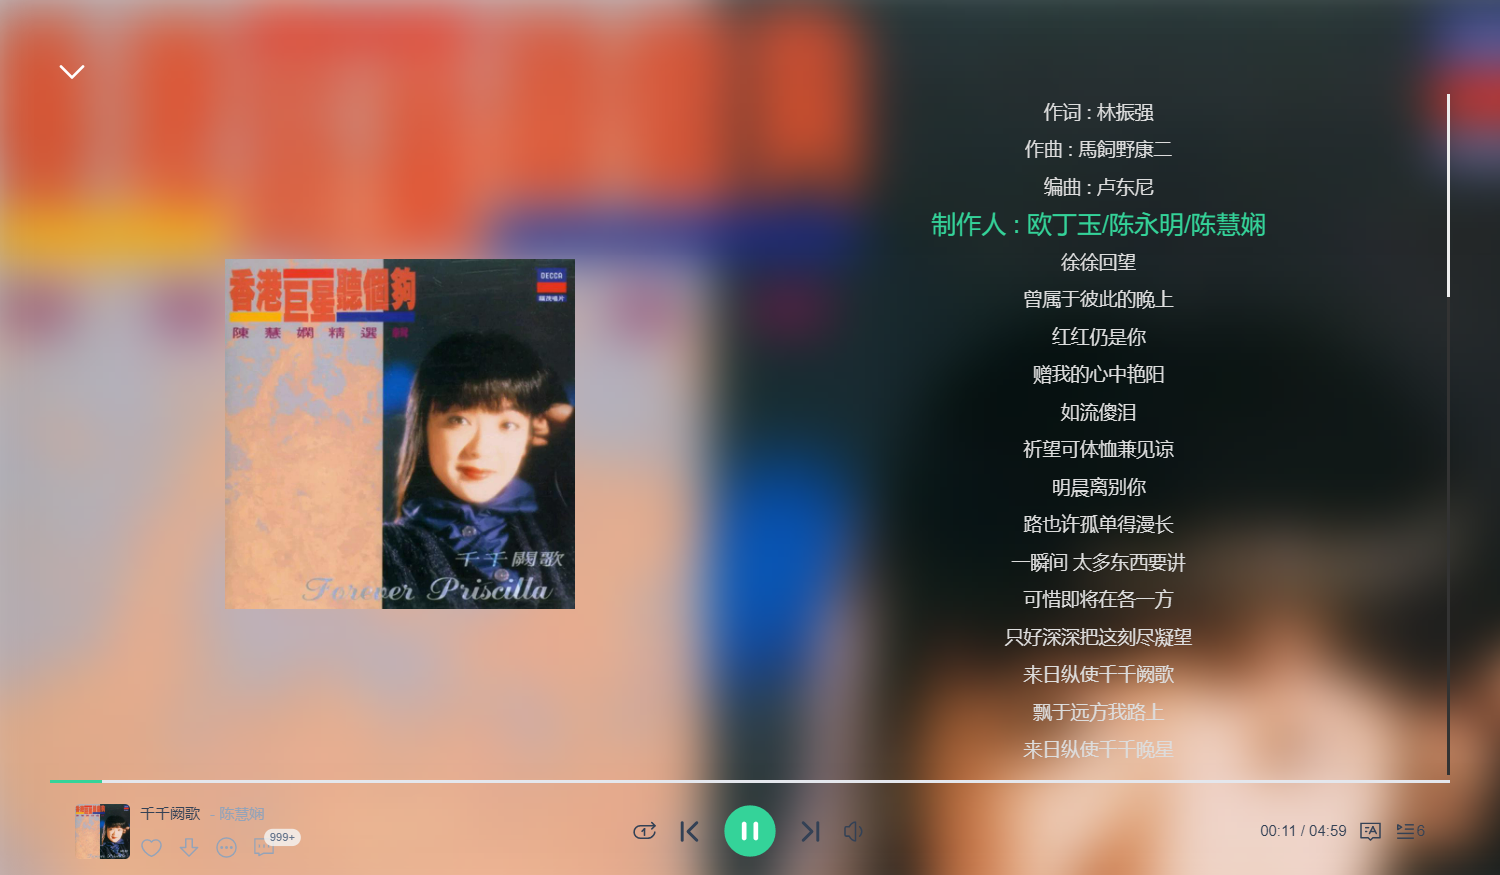 作词 : 林振强
作曲 : 馬飼野康二
编曲 : 卢东尼
制作人 : 欧丁玉/陈永明/陈慧娴
徐徐回望
曾属于彼此的晚上
红红仍是你
赠我的心中艳阳
如流傻泪
祈望可体恤兼见谅
明晨离别你
路也许孤单得漫长
一瞬间 太多东西要讲
可惜即将在各一方
只好深深把这刻尽凝望
来日纵使千千阙歌
飘于远方我路上
来日纵使千千晚星
香港巨星聽個夠
陳慧嫻精選輯
DECCA
千千闕歌
Forever Priscilla
千千阙歌 - 陈慧娴
999+
1
00:11 / 04:59
A
6